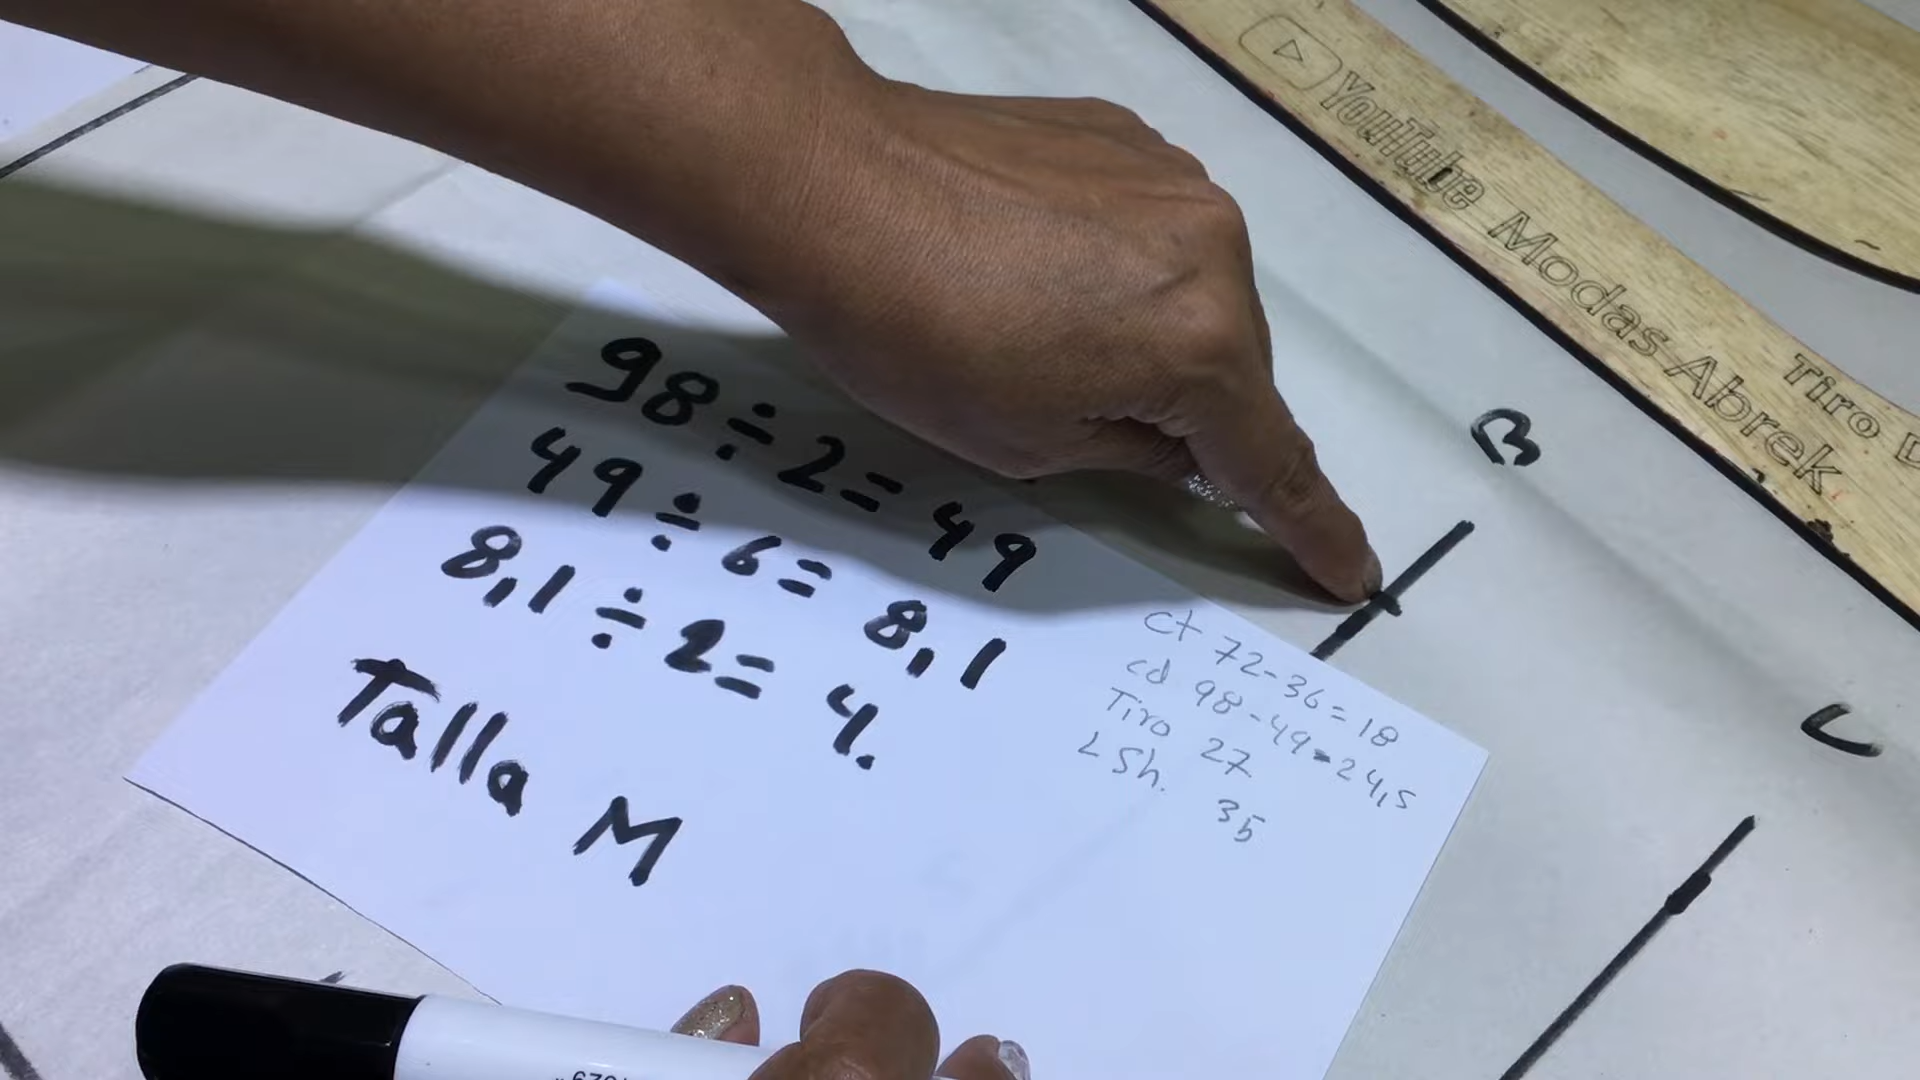 98÷2=49
49÷6=8,1
8,1÷2=4.
Talla M
Ct 72-36=18
cd 98-49=24,5
Tiro 27
L Sh. 35
B
C
YouTube Modas Abrek
Tiro D